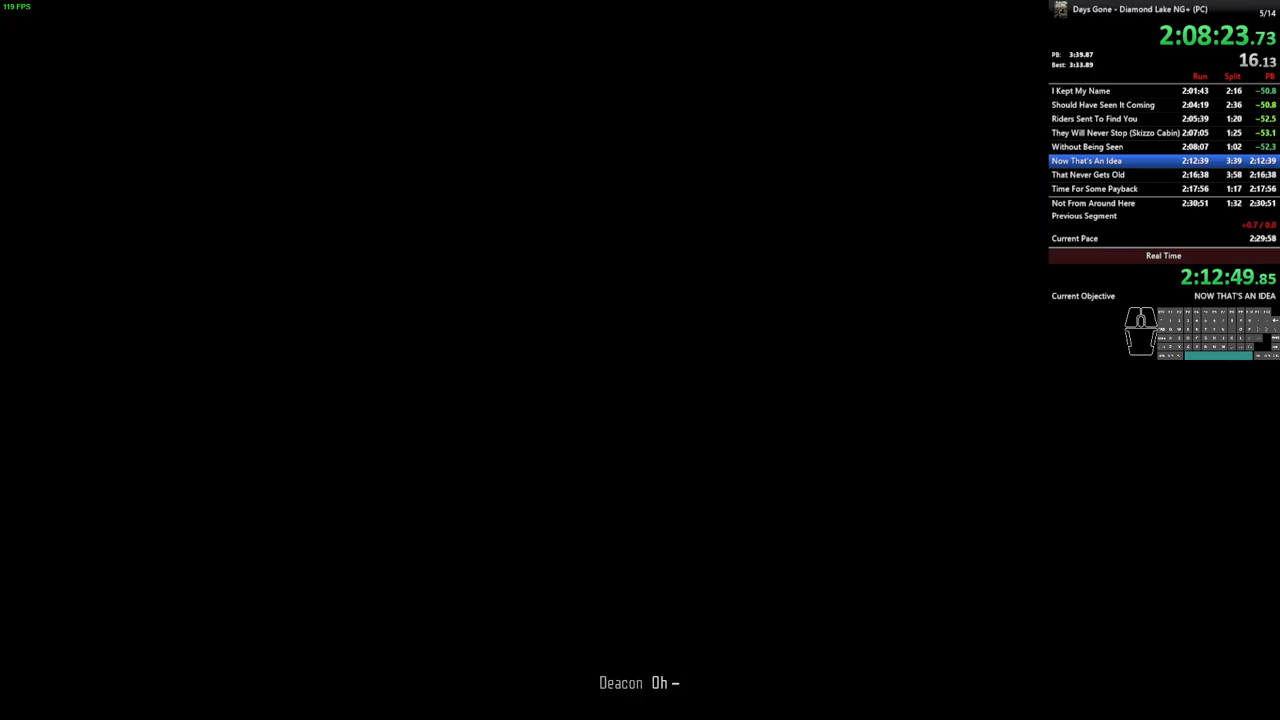 119 FPS
Days Gone - Diamond Lake NG+ (PC)
5/14
2:08:23.73
PB: 3:39.87
16.13
Best: 3:33.89
Run Split PB
I Kept My Name 2:01:43 2:16 −50.8
Should Have Seen It Coming 2:04:19 2:36 −50.8
Riders Sent To Find You 2:05:39 1:20 −52.5
They Will Never Stop (Skizzo Cabin) 2:07:05 1:25 −53.1
Without Being Seen 2:08:07 1:02 −52.3
Now That's An Idea 2:12:39 3:39 2:12:39
That Never Gets Old 2:16:38 3:58 2:16:38
Time For Some Payback 2:17:56 1:17 2:17:56
Not From Around Here 2:30:51 1:32 2:30:51
Previous Segment
+0.7 / 0.0
Current Pace 2:29:58
Real Time
2:12:49.85
Current Objective NOW THAT'S AN IDEA
Deacon Oh –